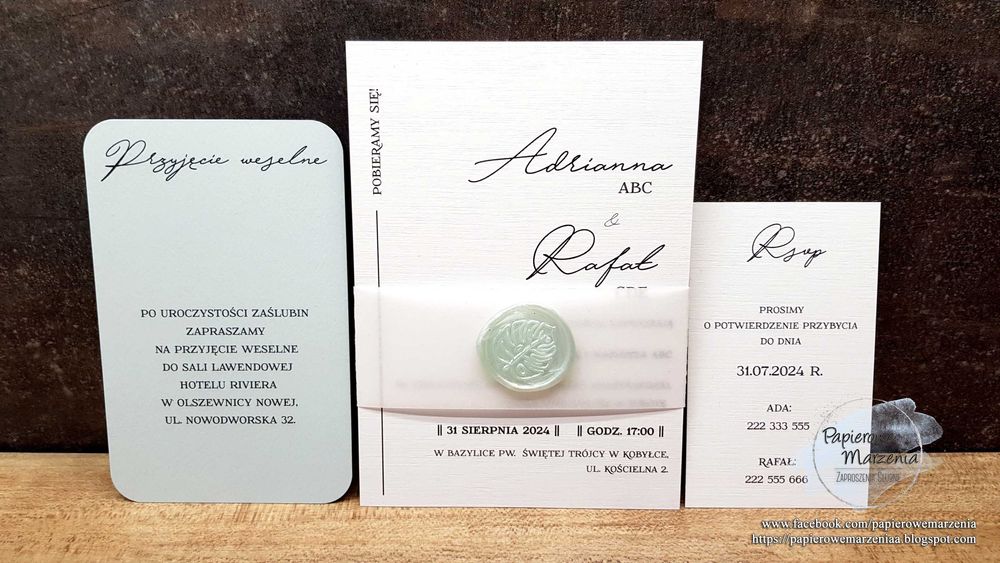 Przyjęcie weselne
PO UROCZYSTOŚCI ZAŚLUBIN
ZAPRASZAMY
NA PRZYJĘCIE WESELNE
DO SALI LAWENDOWEJ
HOTELU RIVIERA
W OLSZEWNICY NOWEJ,
UL. NOWODWORSKA 32.
POBIERAMY SIĘ!
Adrianna
ABC
&
Rafał
|| 31 SIERPNIA 2024 || || GODZ. 17:00 ||
W BAZYLICE PW. ŚWIĘTEJ TRÓJCY W KOBYŁCE,
UL. KOŚCIELNA 2.
Rsvp
PROSIMY
O POTWIERDZENIE PRZYBYCIA
DO DNIA
31.07.2024 R.
ADA:
222 333 555
RAFAŁ:
222 555 666
Papierowe
Marzenia
ZAPROSZENIA ŚLUBNE
www.facebook.com/papierowemarzenia
https://papierowemarzeniaa.blogspot.com